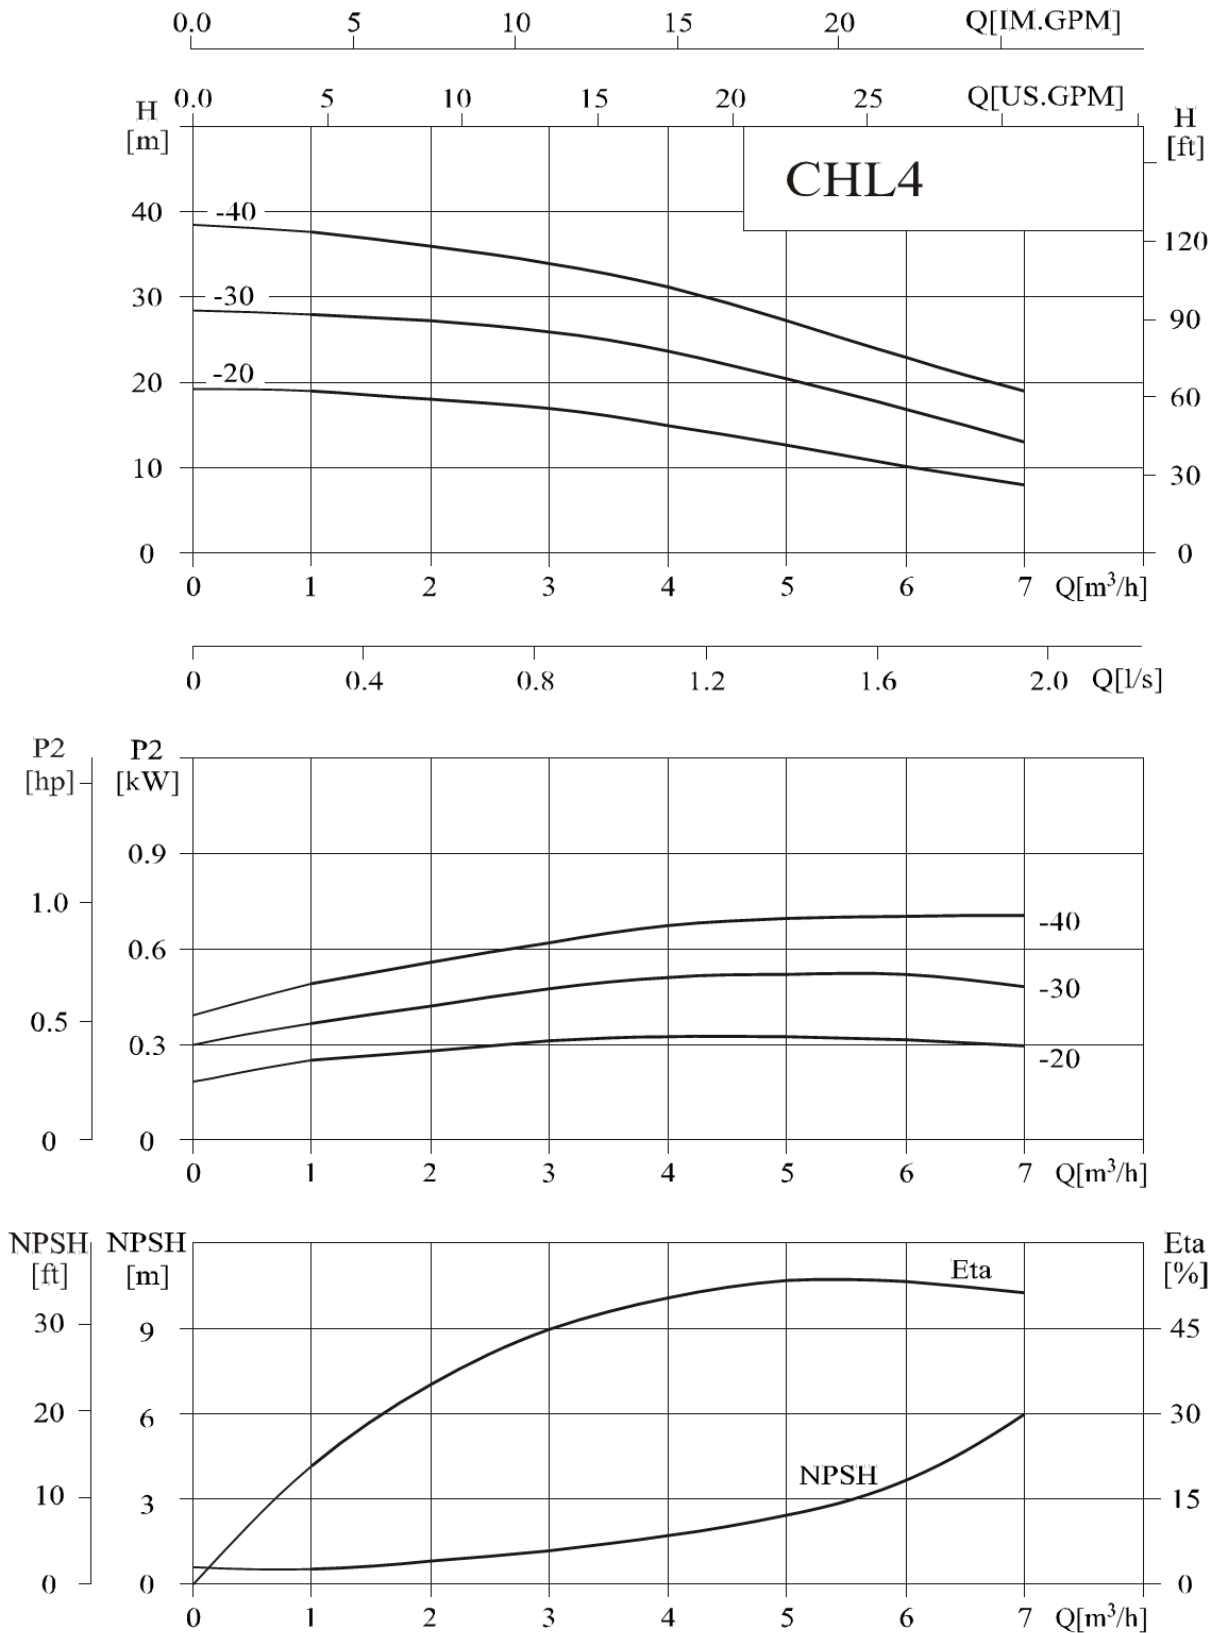 0.0 5 10 15 20 Q[IM.GPM]
0.0 5 10 15 20 25 Q[US.GPM]
H
[m]
H
[ft]
CHL4
40
30
20
10
0
-40
-30
-20
120
90
60
30
0
0 1 2 3 4 5 6 7 Q[m³/h]
0 0.4 0.8 1.2 1.6 2.0 Q[l/s]
P2
[hp]
P2
[kW]
1.0
0.5
0
0.9
0.6
0.3
0
-40
-30
-20
0 1 2 3 4 5 6 7 Q[m³/h]
NPSH
[ft]
NPSH
[m]
Eta
[%]
30
20
10
0
9
6
3
0
Eta
NPSH
45
30
15
0
0 1 2 3 4 5 6 7 Q[m³/h]